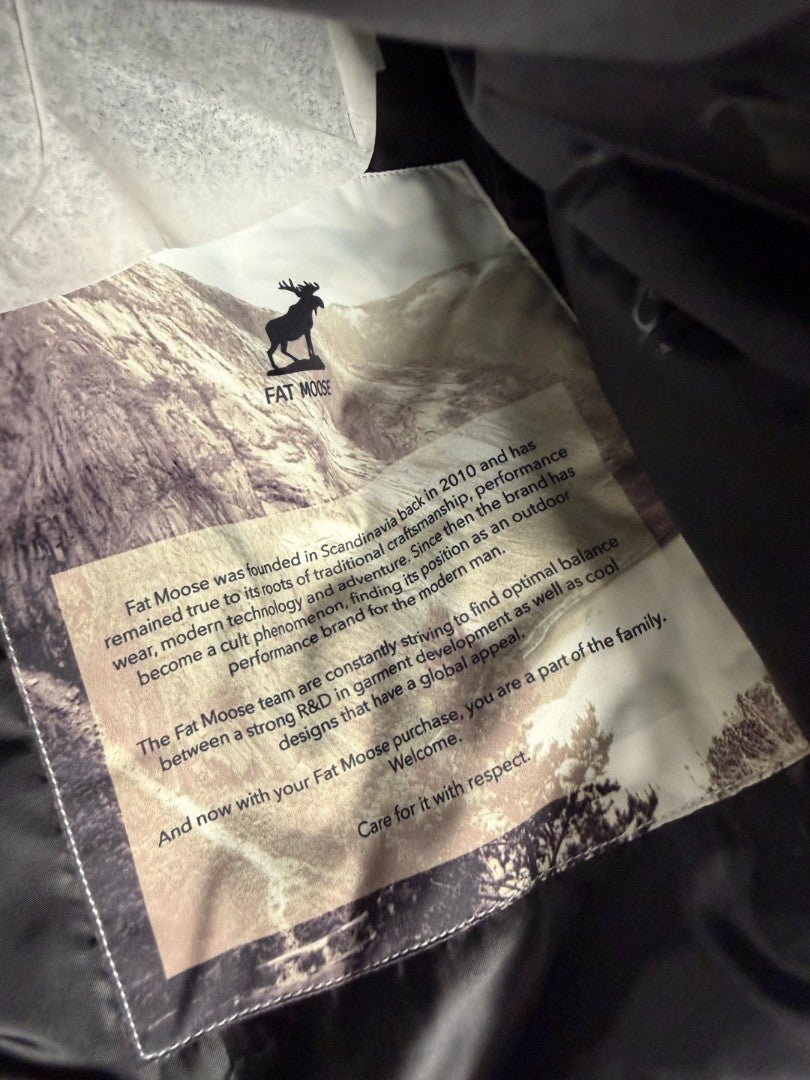 FAT MOOSE
Fat Moose was founded in Scandinavia back in 2010 and has
remained true to its roots of traditional craftsmanship, performance
wear, modern technology and adventure. Since then the brand has
become a cult phenomenon, finding its position as an outdoor
performance brand for the modern man.
The Fat Moose team are constantly striving to find optimal balance
between a strong R&D in garment development as well as cool
designs that have a global appeal.
And now with your Fat Moose purchase, you are a part of the family.
Welcome.
Care for it with respect.